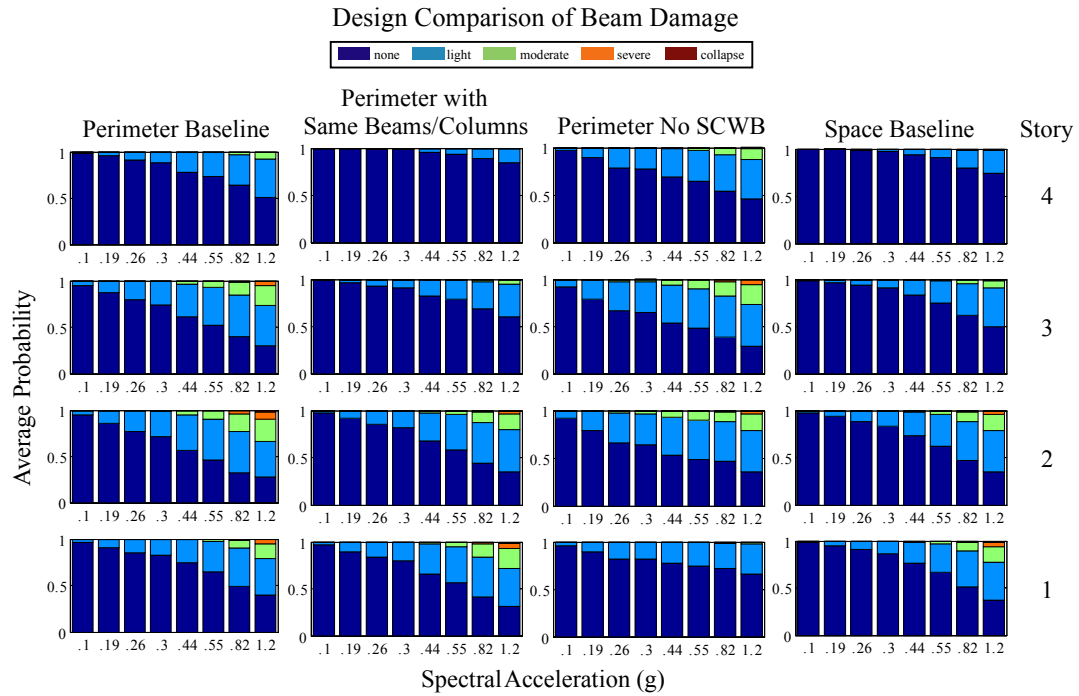 Design Comparison of Beam Damage
none light moderate severe collapse
Perimeter Baseline
Perimeter with
Same Beams/Columns
Perimeter No SCWB
Space Baseline
Story
Average Probability
1
0.5
0
.1 .19 .26 .3 .44 .55 .82 1.2
1
0.5
0
.1 .19 .26 .3 .44 .55 .82 1.2
1
0.5
0
.1 .19 .26 .3 .44 .55 .82 1.2
1
0.5
0
.1 .19 .26 .3 .44 .55 .82 1.2
4
1
0.5
0
.1 .19 .26 .3 .44 .55 .82 1.2
1
0.5
0
.1 .19 .26 .3 .44 .55 .82 1.2
1
0.5
0
.1 .19 .26 .3 .44 .55 .82 1.2
1
0.5
0
.1 .19 .26 .3 .44 .55 .82 1.2
3
1
0.5
0
.1 .19 .26 .3 .44 .55 .82 1.2
1
0.5
0
.1 .19 .26 .3 .44 .55 .82 1.2
1
0.5
0
.1 .19 .26 .3 .44 .55 .82 1.2
1
0.5
0
.1 .19 .26 .3 .44 .55 .82 1.2
2
1
0.5
0
.1 .19 .26 .3 .44 .55 .82 1.2
1
0.5
0
.1 .19 .26 .3 .44 .55 .82 1.2
1
0.5
0
.1 .19 .26 .3 .44 .55 .82 1.2
1
0.5
0
.1 .19 .26 .3 .44 .55 .82 1.2
1
Spectral Acceleration (g)